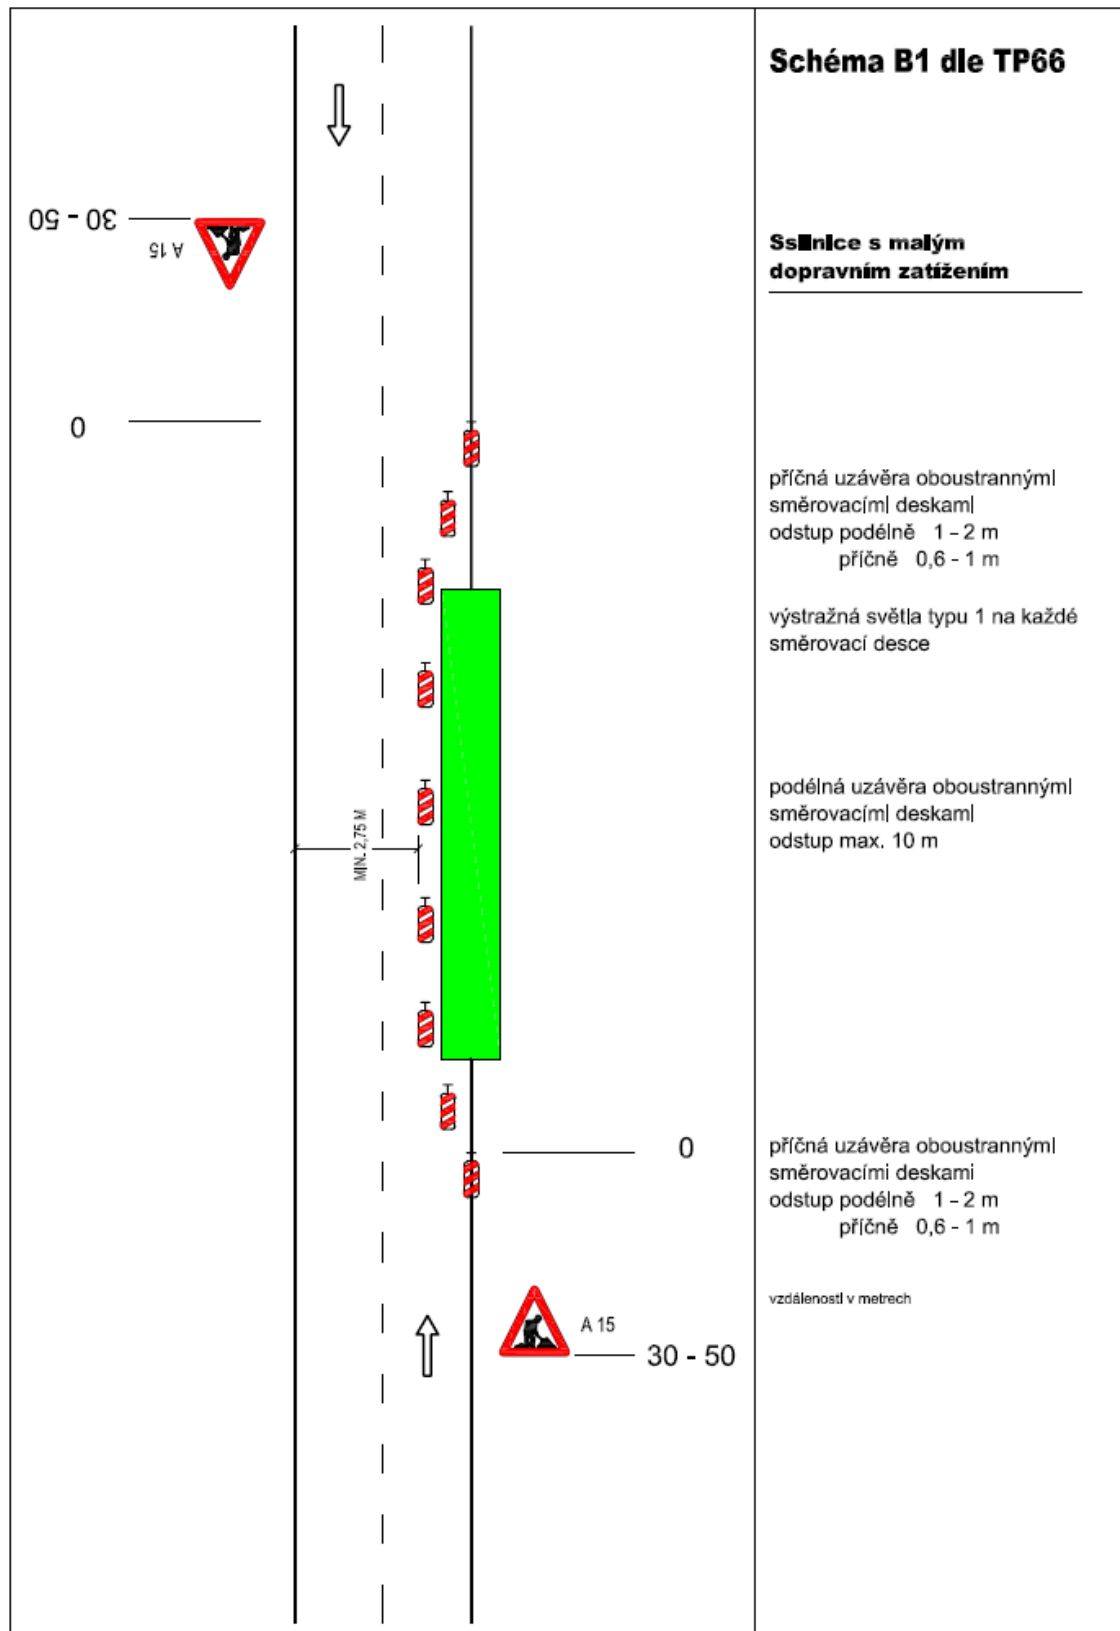 Schéma B1 dle TP66
30 - 50
A 15
dopravním zatížením
s malým
0
příčná uzávěra oboustrannými
směrovacími deskami
odstup podélně 1 - 2 m
příčně 0,6 - 1 m
výstražná světla typu 1 na každé
směrovací desce
podélná uzávěra oboustrannými
směrovacími deskami
odstup max. 10 m
MIN. 2,75 M
0
příčná uzávěra oboustrannými
směrovacími deskami
odstup podélně 1 - 2 m
příčně 0,6 - 1 m
vzdálenosti v metrech
A 15
30 - 50